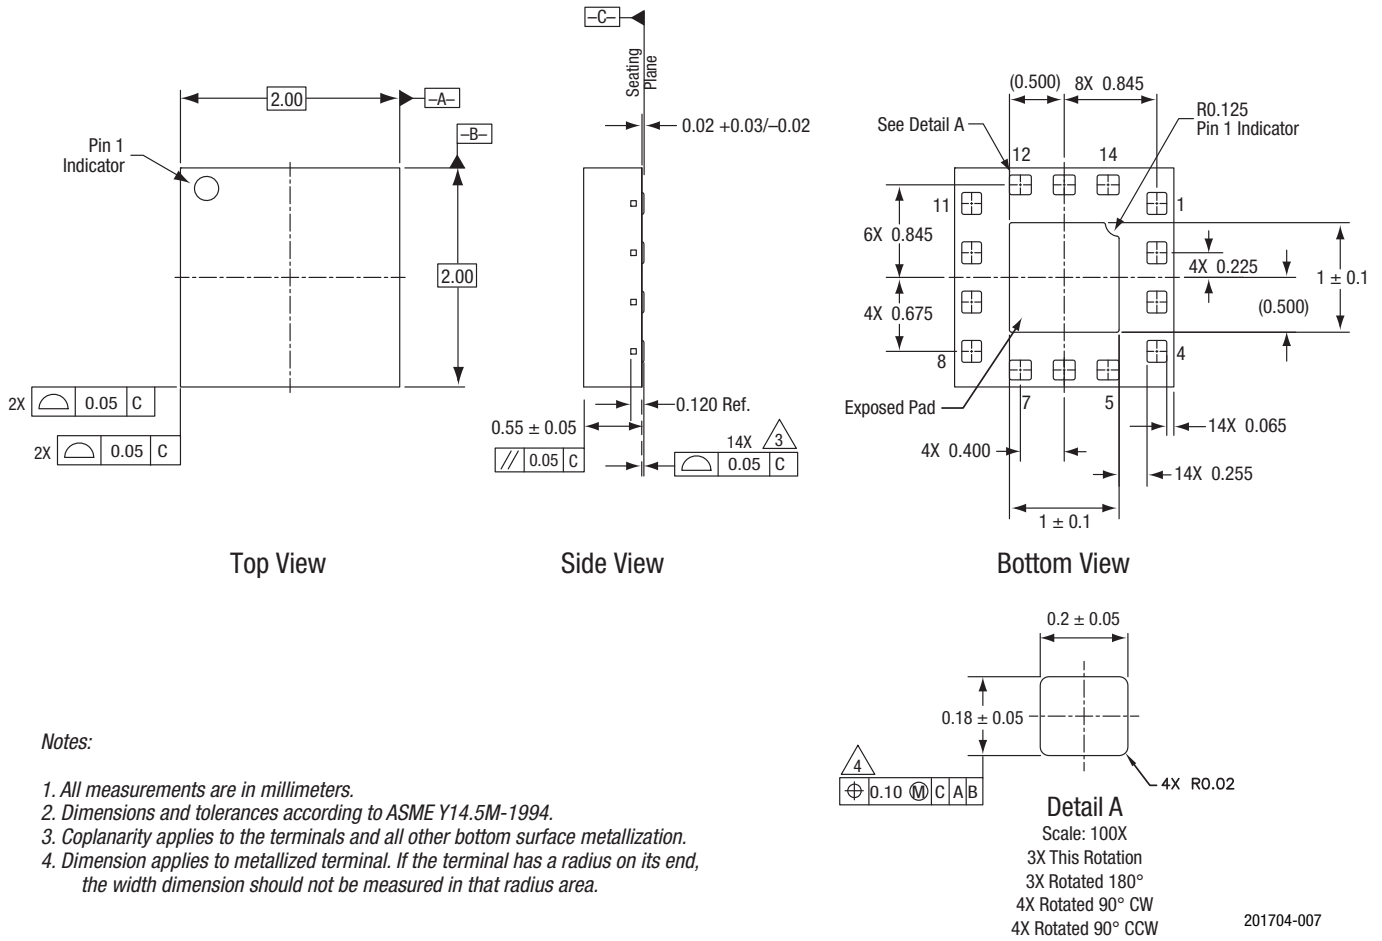 –C–
Seating
Plane
2.00
–A–
Pin 1
Indicator
–B–
2.00
2X 0.05 C
2X 0.05 C
Top View
0.02 +0.03/–0.02
0.120 Ref.
0.55 ± 0.05
// 0.05 C
14X 3
0.05 C
Side View
(0.500)
8X 0.845
See Detail A
R0.125
Pin 1 Indicator
12
14
11
1
6X 0.845
4X 0.225
1 ± 0.1
(0.500)
4X 0.675
8
4
Exposed Pad
7
5
14X 0.065
4X 0.400
14X 0.255
1 ± 0.1
Bottom View
0.2 ± 0.05
0.18 ± 0.05
4
⌖ 0.10 Ⓜ C A B
4X R0.02
Detail A
Scale: 100X
3X This Rotation
3X Rotated 180°
4X Rotated 90° CW
4X Rotated 90° CCW
Notes:
1. All measurements are in millimeters.
2. Dimensions and tolerances according to ASME Y14.5M-1994.
3. Coplanarity applies to the terminals and all other bottom surface metallization.
4. Dimension applies to metallized terminal. If the terminal has a radius on its end,
the width dimension should not be measured in that radius area.
201704-007